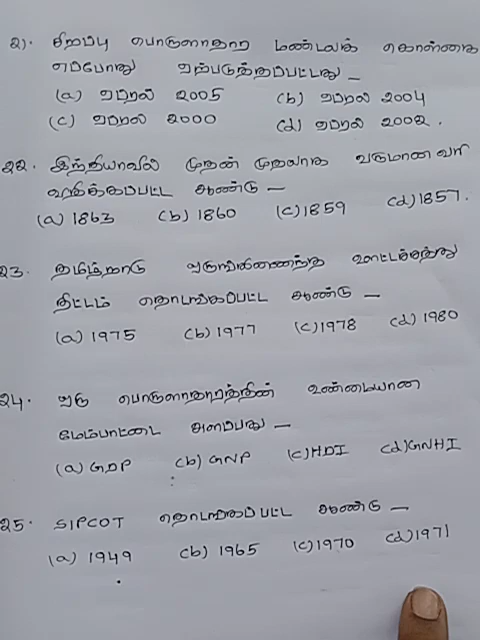 21. சிறப்பு பொருளாதார மண்டலக் கொள்கை
எப்போது ஏற்படுத்தப்பட்டது -
(a) ஏப்ரல் 2005 (b) ஏப்ரல் 2004
(c) ஏப்ரல் 2000 (d) ஏப்ரல் 2002.
22. இந்தியாவில் முதன் முதலாக வருமான வரி
விதிக்கப்பட்ட ஆண்டு -
(a) 1863 (b) 1860 (c) 1859 (d) 1857.
23. தமிழ்நாடு ஒருங்கிணைந்த ஊட்டச்சத்து
திட்டம் தொடங்கப்பட்ட ஆண்டு -
(a) 1975 (b) 1977 (c) 1978 (d) 1980
24. ஒரு பொருளாதாரத்தின் உண்மையான
மேம்பாட்டை அளப்பது -
(a) GDP (b) GNP (c) HDI (d) GNHI
25. SIPCOT தொடங்கப்பட்ட ஆண்டு -
(a) 1949 (b) 1965 (c) 1970 (d) 1971